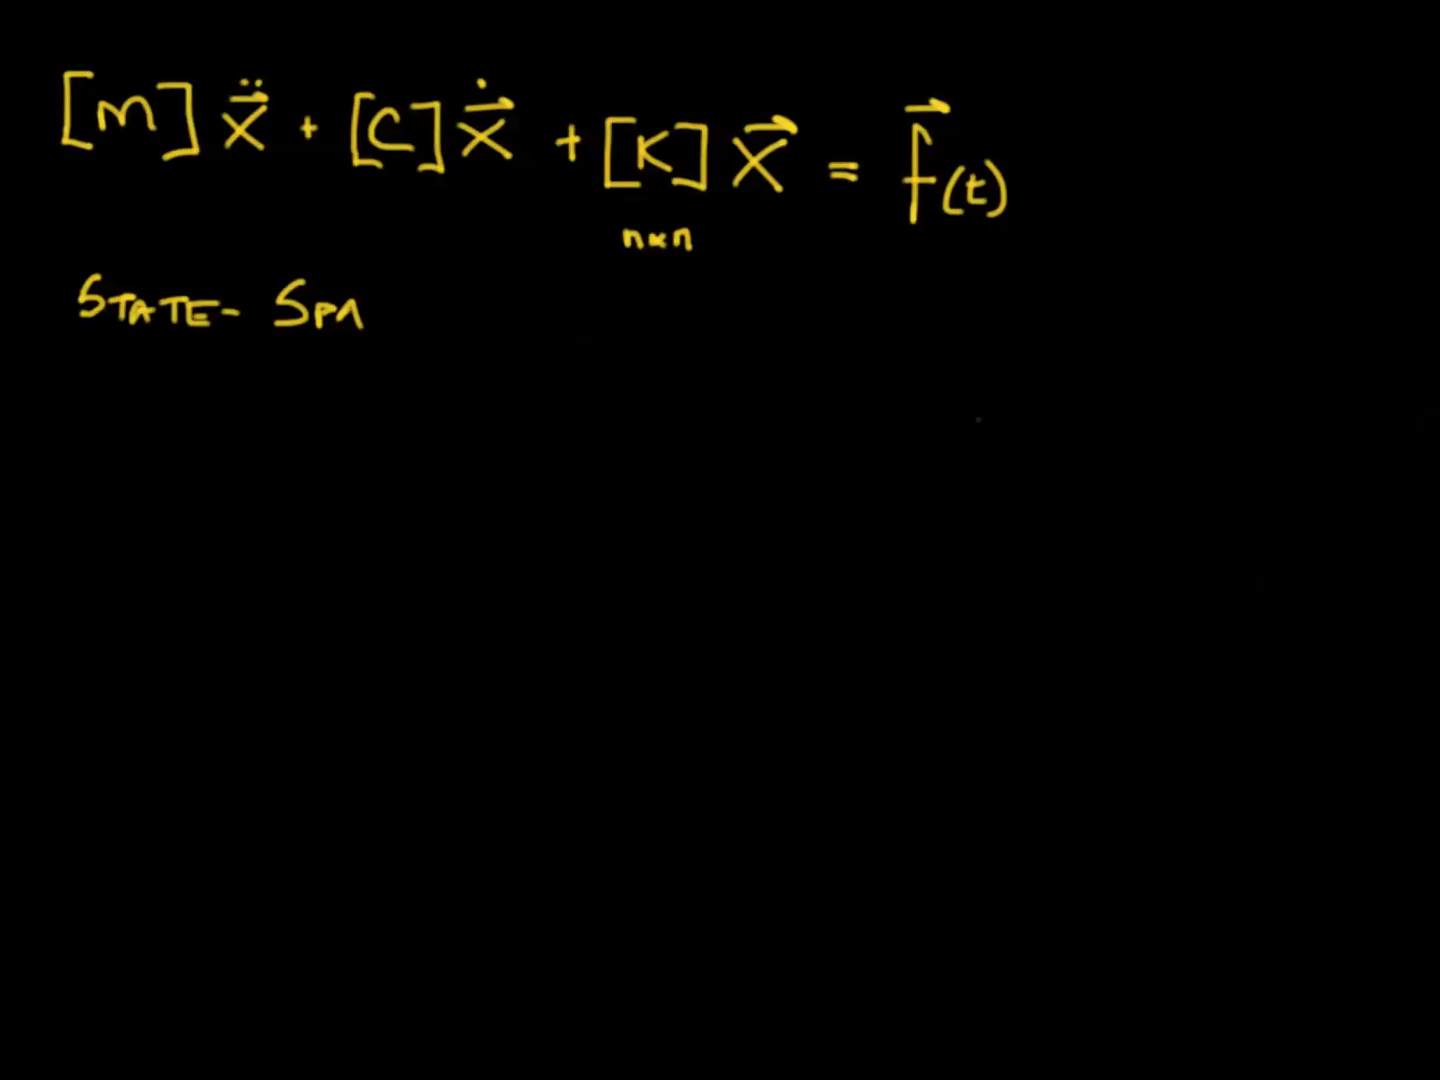 [M] ẍ⃗ + [C] ẋ⃗ + [K] x⃗ = f⃗(t)
n×n
STATE- SPA